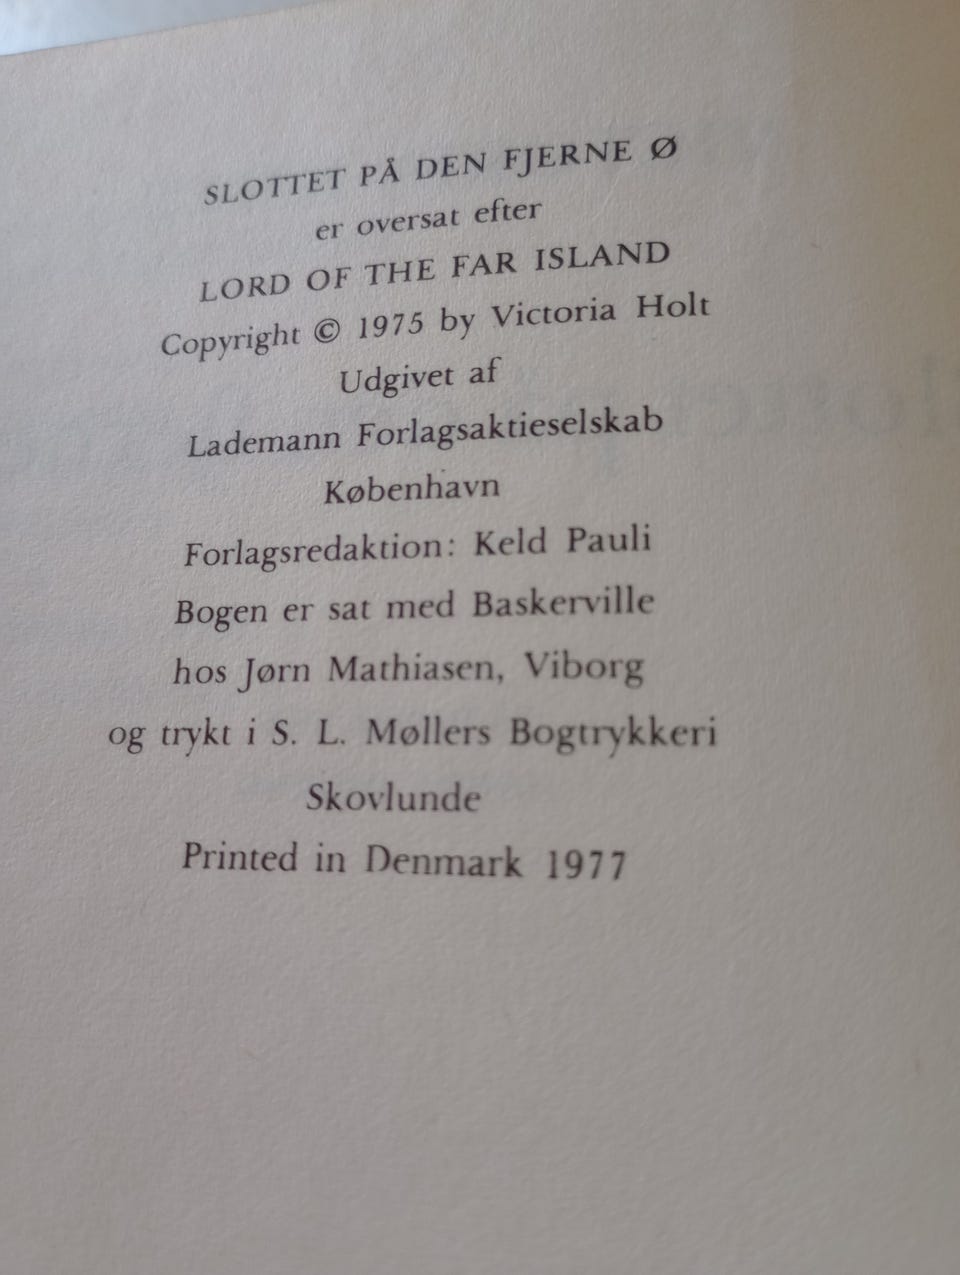 SLOTTET PÅ DEN FJERNE Ø
er oversat efter
LORD OF THE FAR ISLAND
Copyright © 1975 by Victoria Holt
Udgivet af
Lademann Forlagsaktieselskab
København
Forlagsredaktion: Keld Pauli
Bogen er sat med Baskerville
hos Jørn Mathiasen, Viborg
og trykt i S. L. Møllers Bogtrykkeri
Skovlunde
Printed in Denmark 1977